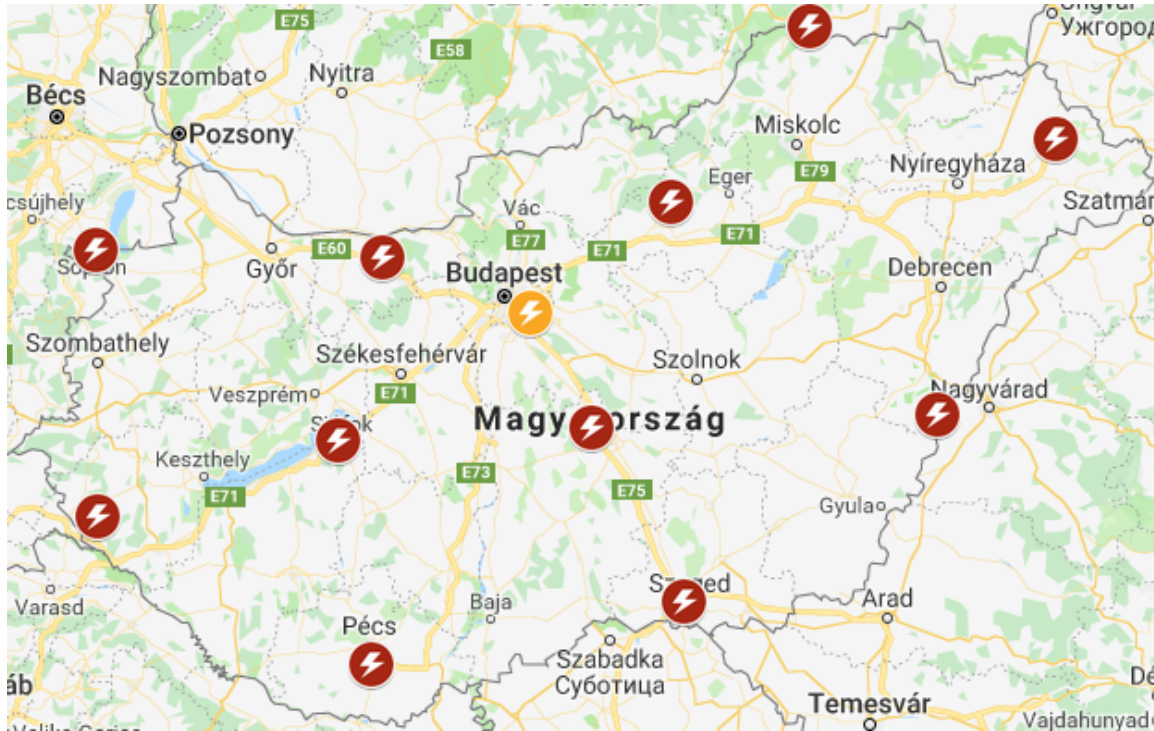 E75
E58
Ужгород
Nagyszombat
Nyitra
Bécs
Pozsony
Miskolc
Nyíregyháza
Eger
E79
Szatmár
Vác
E77
E71
E71
E60
Győr
Budapest
Debrecen
Szombathely
Székesfehérvár
Szolnok
Veszprém
E71
Nagyvárad
Keszthely
E71
E73
E75
Gyula
Varasd
Baja
Arad
Pécs
Szabadka
Суботица
Temesvár
Vajdahunyad